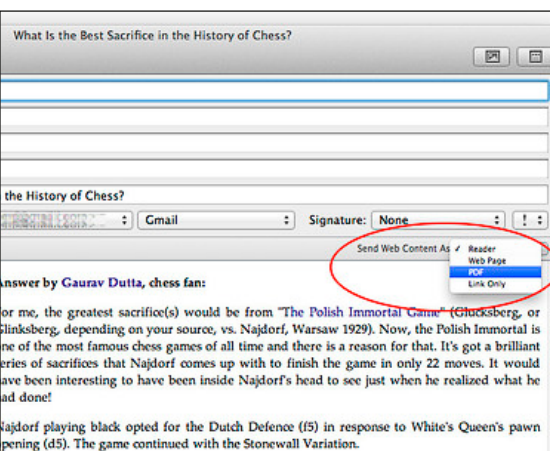 What Is the Best Sacrifice in the History of Chess?
the History of Chess?
Gmail Signature: None !
Send Web Content As ✓ Reader
Web Page
PDF
Link Only
Answer by Gaurav Dutta, chess fan:
For me, the greatest sacrifice(s) would be from "The Polish Immortal Game" (Glucksberg, or
Glinksberg, depending on your source, vs. Najdorf, Warsaw 1929). Now, the Polish Immortal is
one of the most famous chess games of all time and there is a reason for that. It's got a brilliant
series of sacrifices that Najdorf comes up with to finish the game in only 22 moves. It would
have been interesting to have been inside Najdorf's head to see just when he realized what he
had done!
Najdorf playing black opted for the Dutch Defence (f5) in response to White's Queen's pawn
opening (d5). The game continued with the Stonewall Variation.